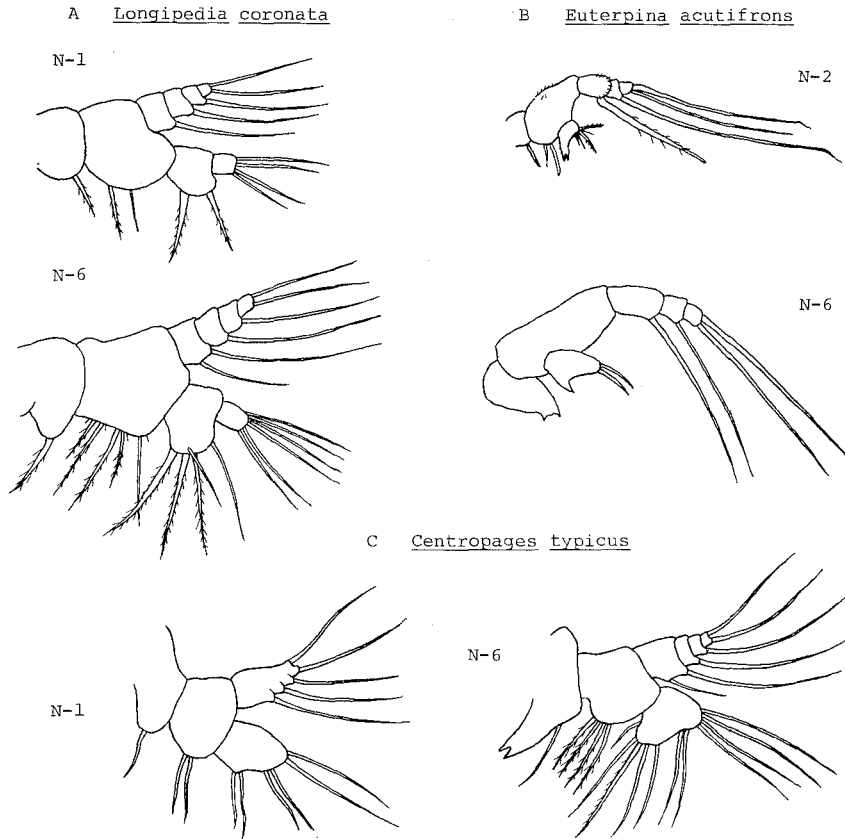 A Longipedia coronata
B Euterpina acutifrons
N-1
N-2
N-6
N-6
C Centropages typicus
N-1
N-6